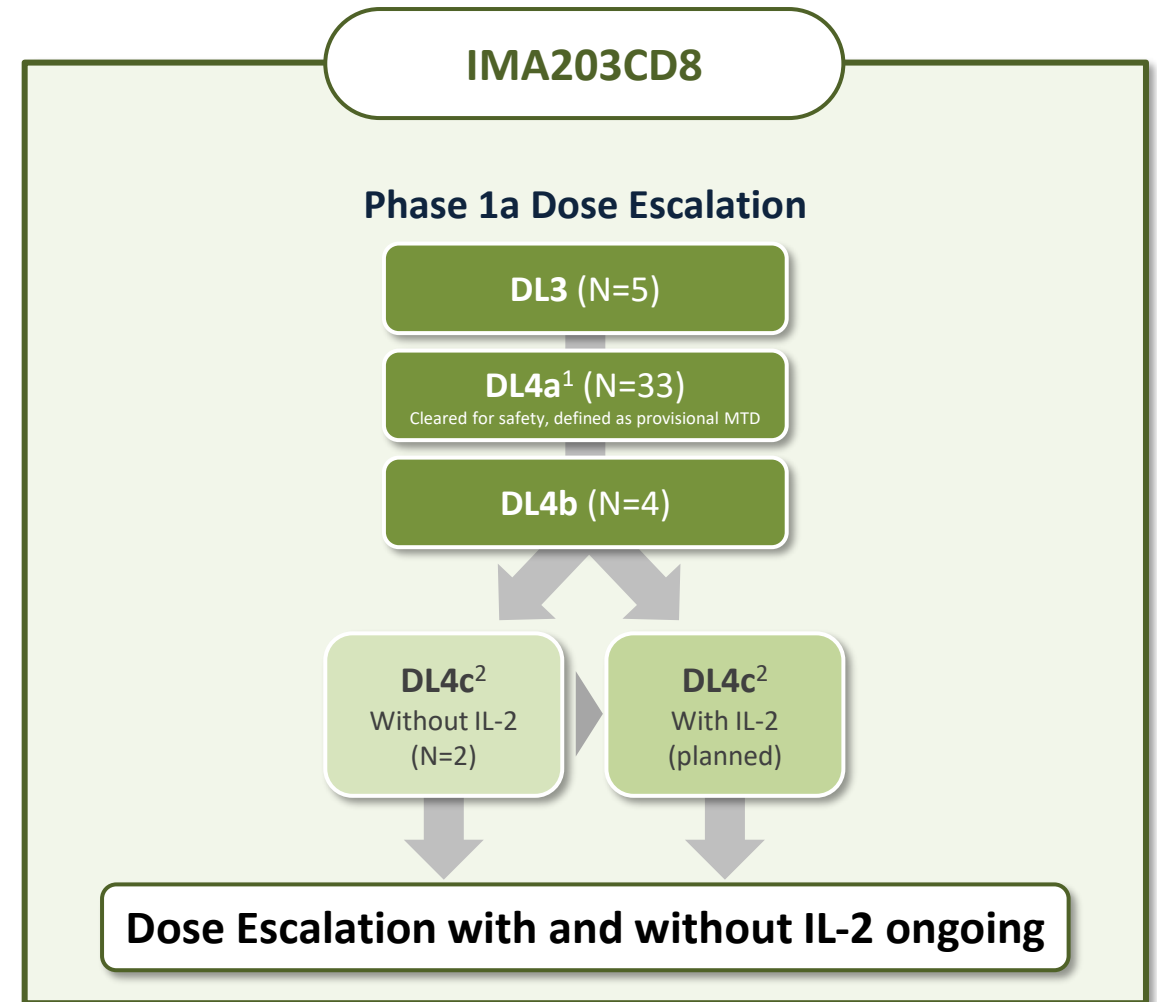 IMA203CD8
Phase 1a Dose Escalation
DL3 (N=5)
DL4a¹ (N=33)
Cleared for safety, defined as provisional MTD
DL4b (N=4)
DL4c²
Without IL-2
(N=2)
DL4c²
With IL-2
(planned)
Dose Escalation with and without IL-2 ongoing